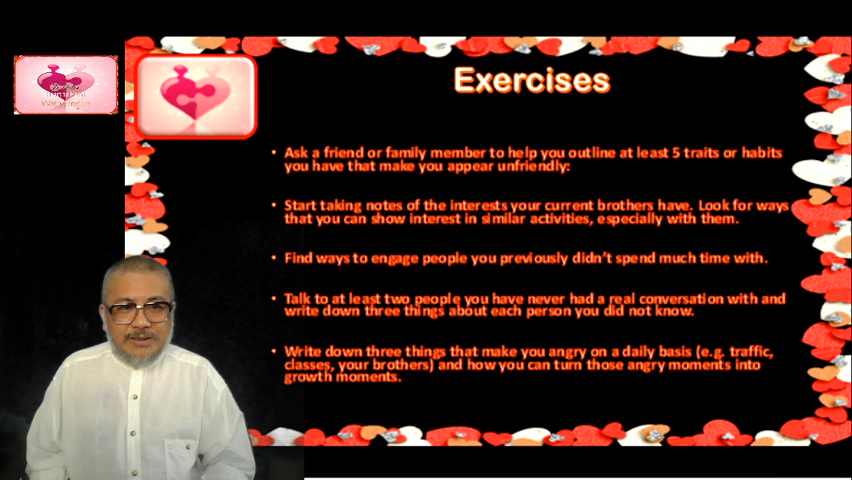 Exercises
• Ask a friend or family member to help you outline at least 5 traits or habits
you have that make you appear unfriendly:
• Start taking notes of the interests your current brothers have. Look for ways
that you can show interest in similar activities, especially with them.
• Find ways to engage people you previously didn't spend much time with.
• Talk to at least two people you have never had a real conversation with and
write down three things about each person you did not know.
• Write down three things that make you angry on a daily basis (e.g. traffic,
classes, your brothers) and how you can turn those angry moments into
growth moments.